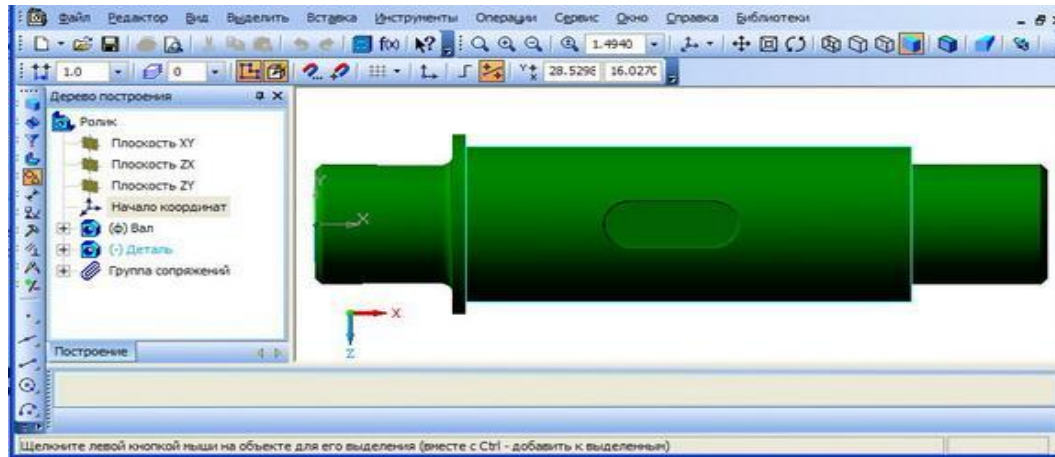 Файл Редактор Вид Выделить Вставка Инструменты Операции Сервис Окно Справка Библиотеки
f(x) 1.4940
1.0 0 28.529 16.027
Дерево построения
Ролик
Плоскость XY
Плоскость ZX
Плоскость ZY
Начало координат
(ф) Вал
(-) Деталь
Группа сопряжений
Построение
Y
X
X
Z
Щелкните левой кнопкой мыши на объекте для его выделения (вместе с Ctrl - добавить к выделенным)